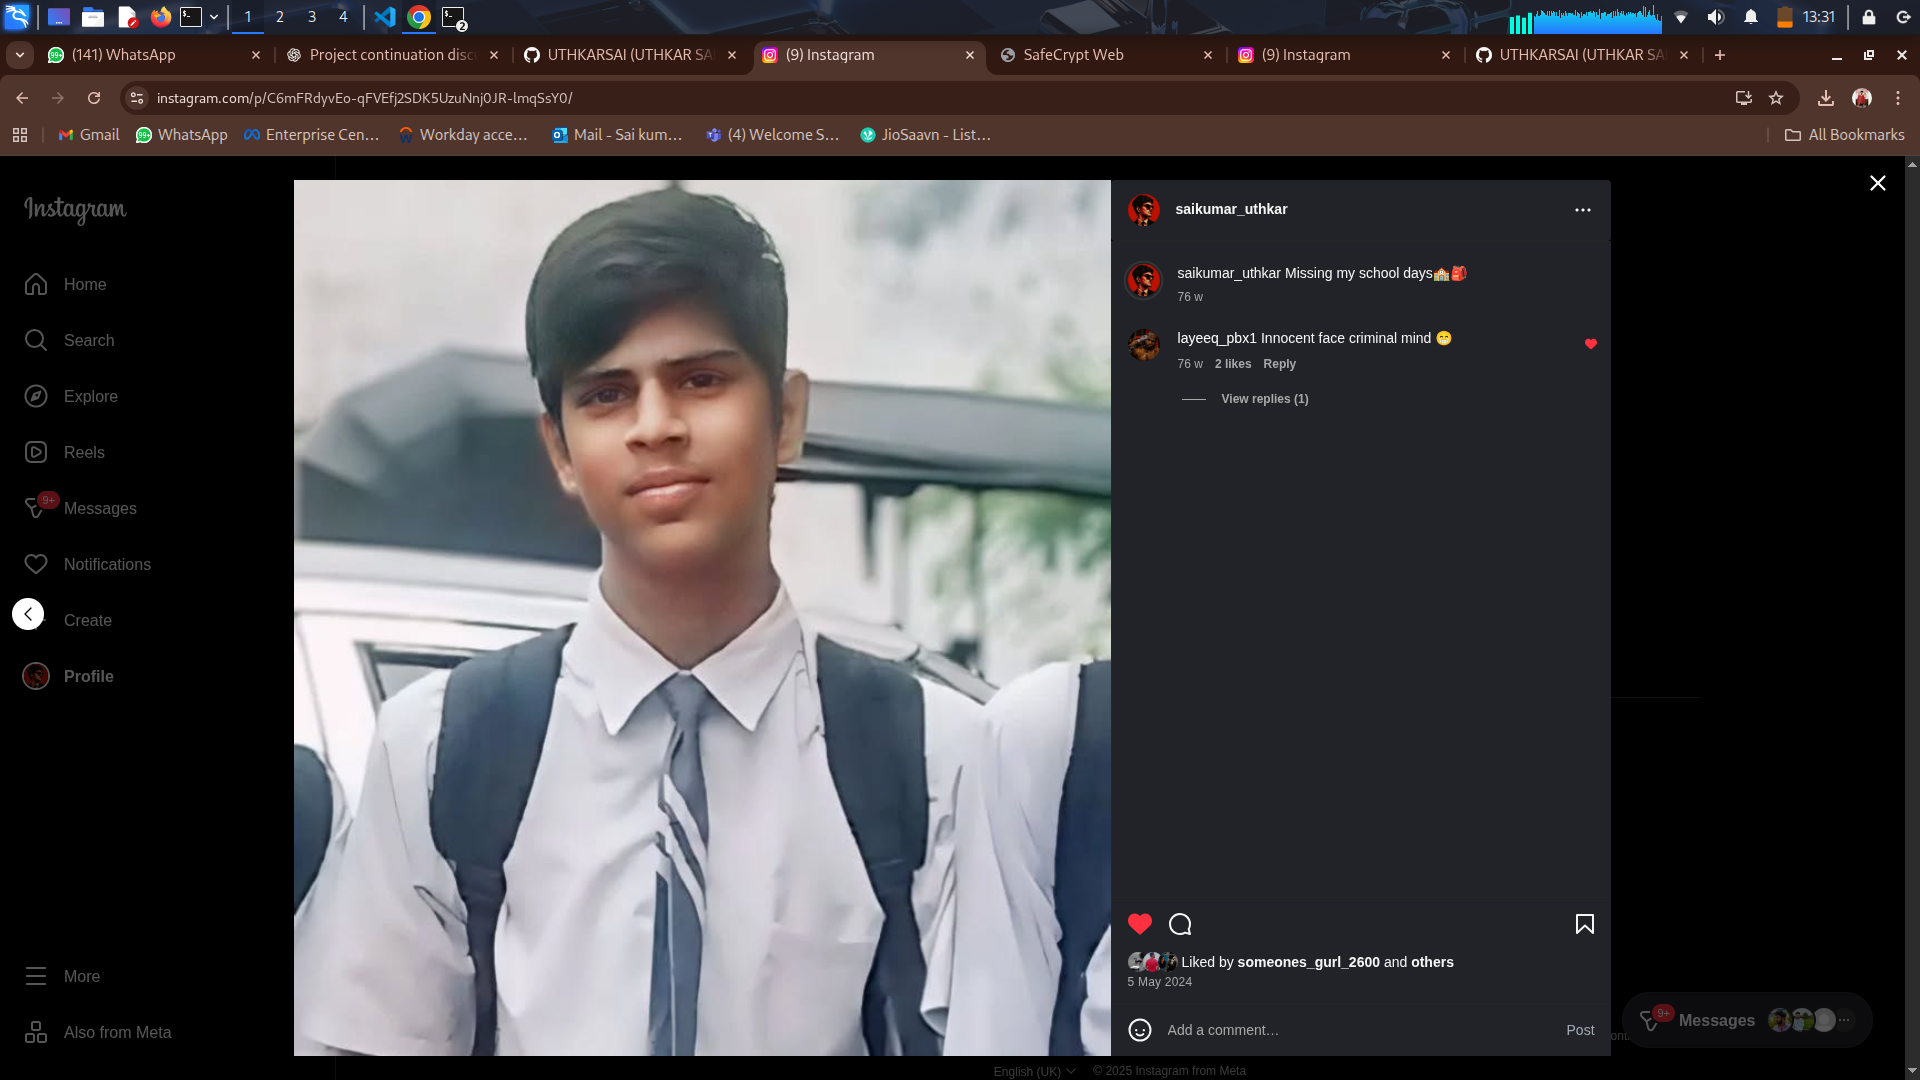 1 2 3 4
2
13:31
(141) WhatsApp
Project continuation disc
UTHKARSAI (UTHKAR SA
(9) Instagram
SafeCrypt Web
(9) Instagram
UTHKARSAI (UTHKAR SA
instagram.com/p/C6mFRdyvEo-qFVEfj2SDK5UzuNnj0JR-lmqSsY0/
Gmail
99+ WhatsApp
Enterprise Cen...
Workday acce...
Mail - Sai kum...
(4) Welcome S...
JioSaavn - List...
All Bookmarks
Instagram
Home
Search
Explore
Reels
9+
Messages
Notifications
Create
Profile
More
Also from Meta
saikumar_uthkar
saikumar_uthkar Missing my school days🏫🎒
76 w
layeeq_pbx1 Innocent face criminal mind 😁
76 w 2 likes Reply
View replies (1)
Liked by someones_gurl_2600 and others
5 May 2024
Add a comment…
Post
9+
Messages
English (UK)
© 2025 Instagram from Meta